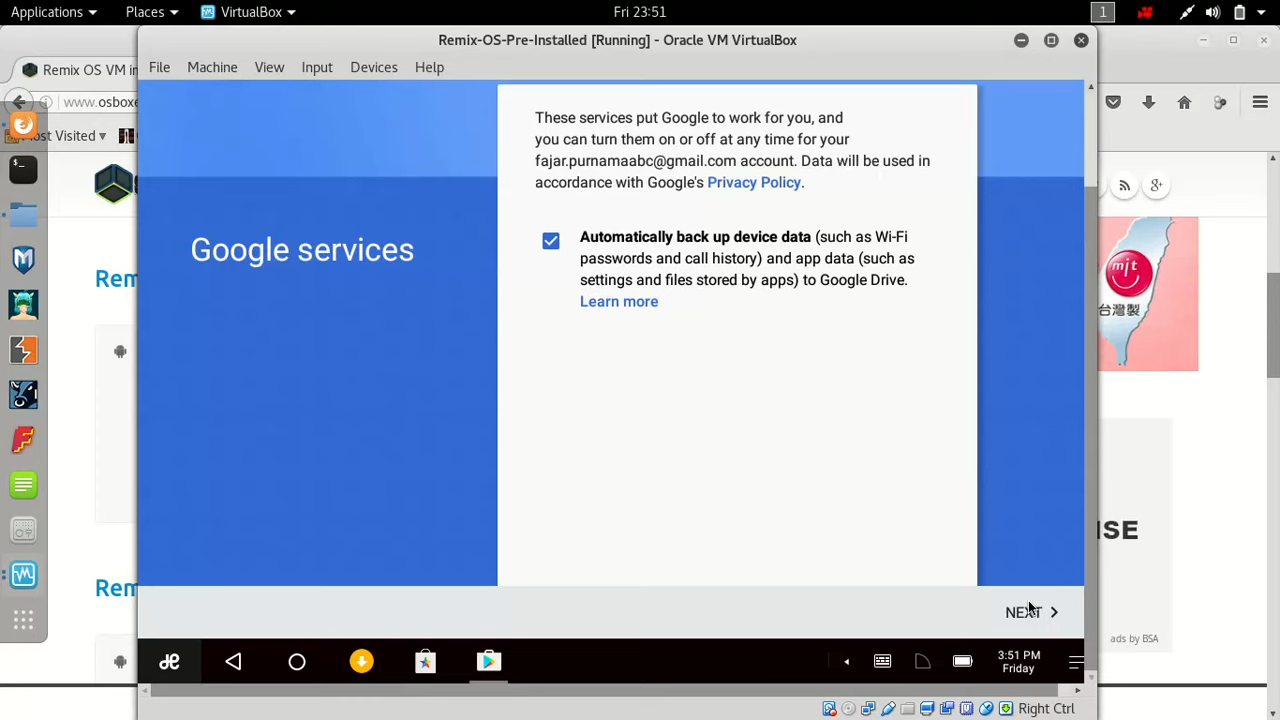 Applications
Places
VirtualBox
Fri 23:51
1
Remix-OS-Pre-Installed [Running] - Oracle VM VirtualBox
Remix OS VM in
File Machine View Input Devices Help
www.osboxe
Most Visited
These services put Google to work for you, and
you can turn them on or off at any time for your
fajar.purnamaabc@gmail.com account. Data will be used in
accordance with Google's Privacy Policy.
Google services
Automatically back up device data (such as Wi-Fi
passwords and call history) and app data (such as
settings and files stored by apps) to Google Drive.
Learn more
Rem
mjt
台灣製
ISE
Rem
NEXT
ads by BSA
3:51 PM
Friday
Right Ctrl